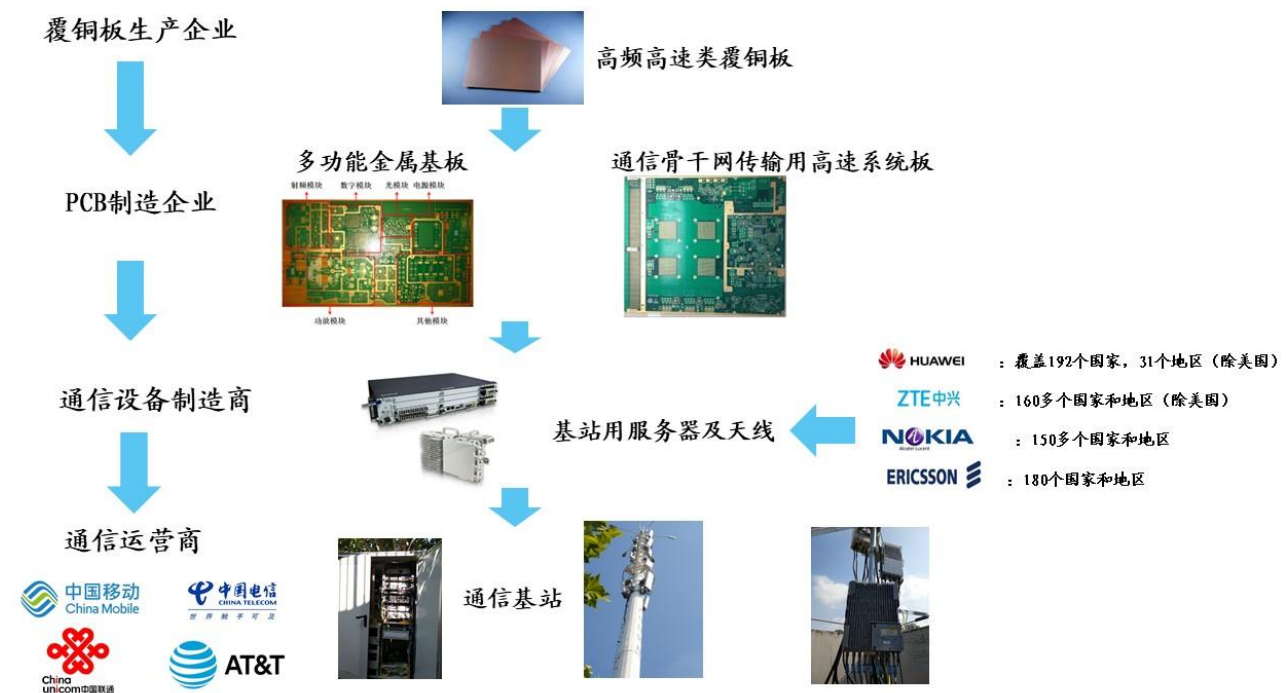 覆铜板生产企业
高频高速类覆铜板
多功能金属基板
通信骨干网传输用高速系统板
射频模块 数字模块 光模块 电源模块
PCB制造企业
功放模块 其他模块
HUAWEI :覆盖192个国家,31个地区(除美国)
通信设备制造商
ZTE中兴 :160多个国家和地区(除美国)
基站用服务器及天线
NOKIA :150多个国家和地区
Alcatel-Lucent
ERICSSON :180个国家和地区
通信运营商
中国移动
China Mobile
中国电信
CHINA TELECOM
世界触手可及
通信基站
China
unicom中国联通
AT&T